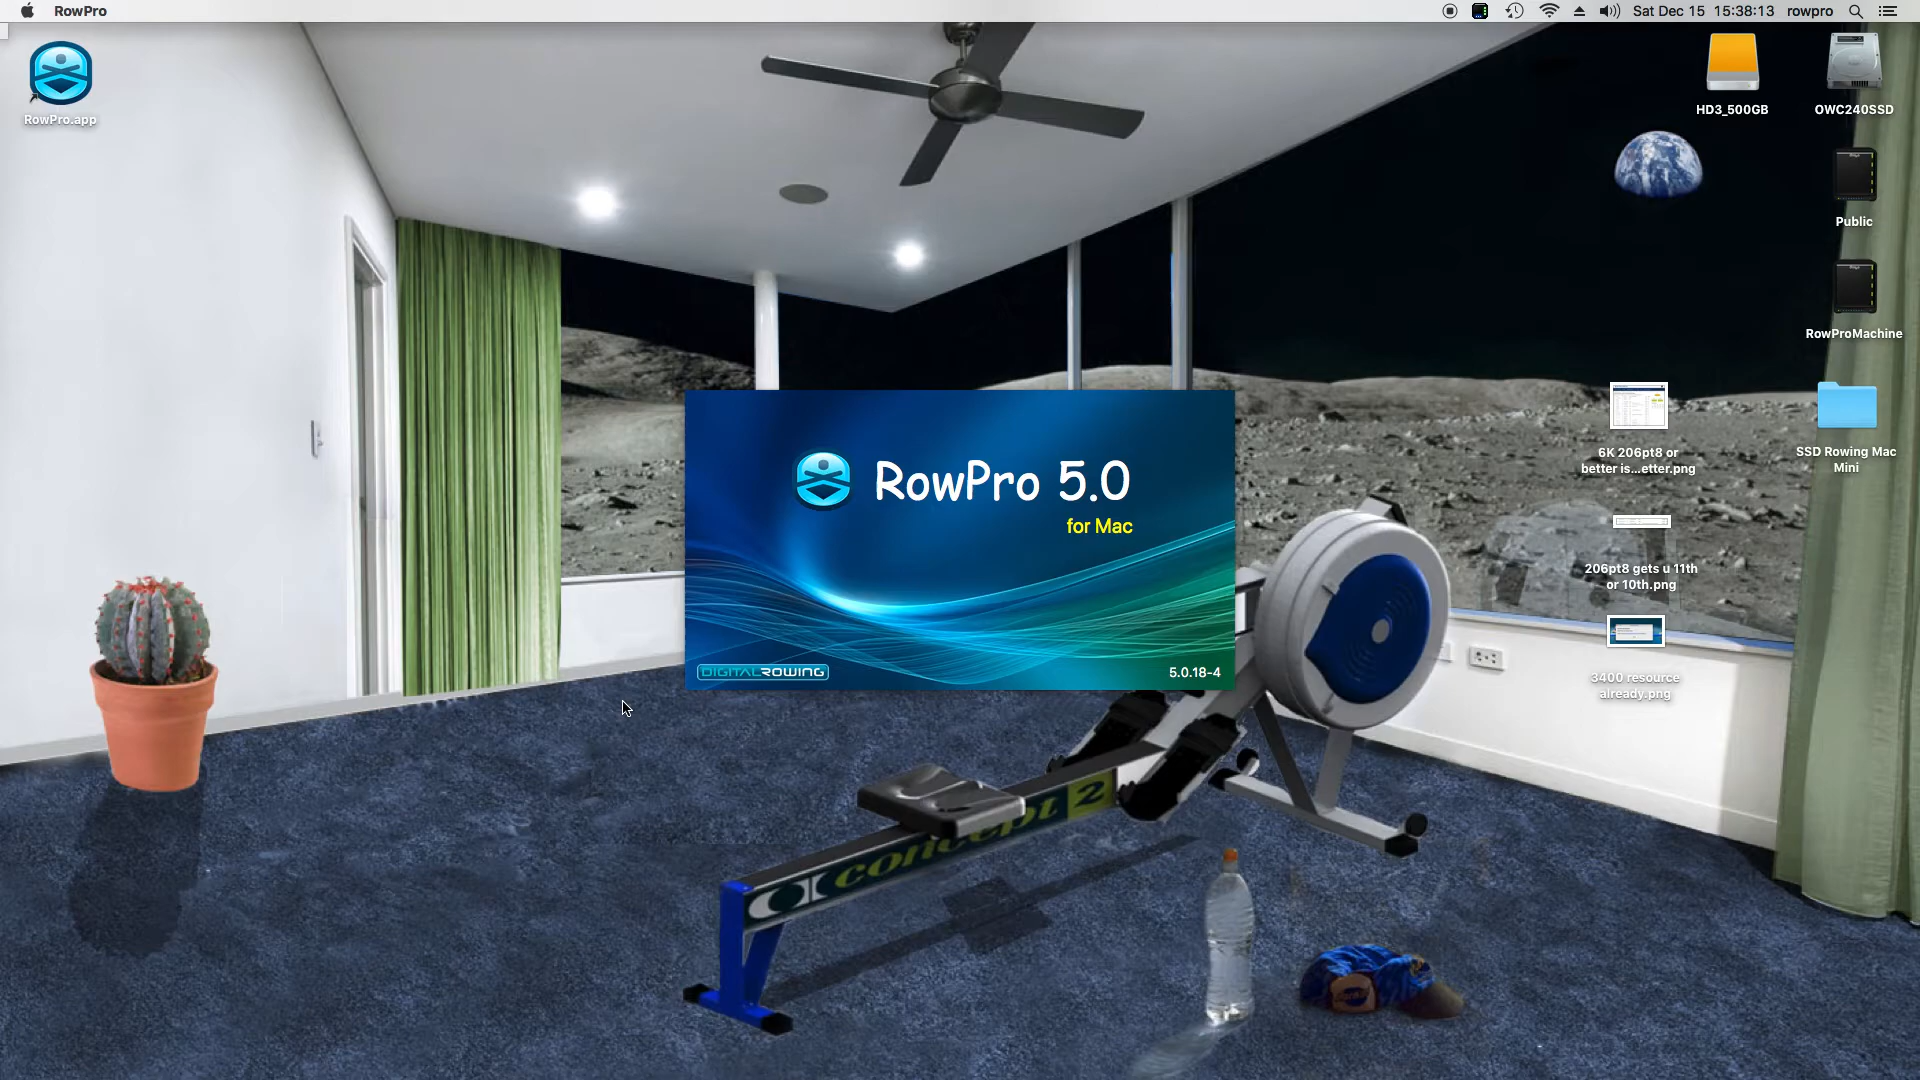 RowPro
Sat Dec 15 15:38:13 rowpro
RowPro.app
HD3_500GB
OWC240SSD
Public
RowProMachine
6K 206pt8 or
better is...etter.png
SSD Rowing Mac
Mini
206pt8 gets u 11th
or 10th.png
3400 resource
already.png
RowPro 5.0
for Mac
DIGITALROWING
5.0.18-4
concept 2